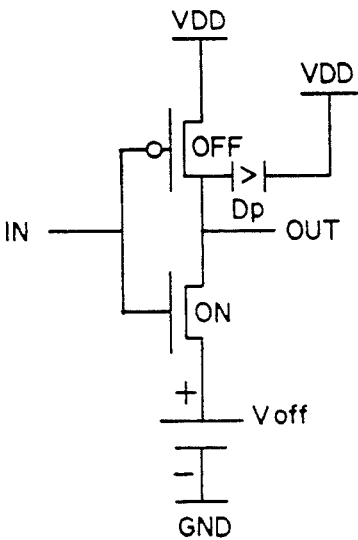 VDD
VDD
OFF
>
Dp
IN
OUT
ON
+
Voff
-
GND